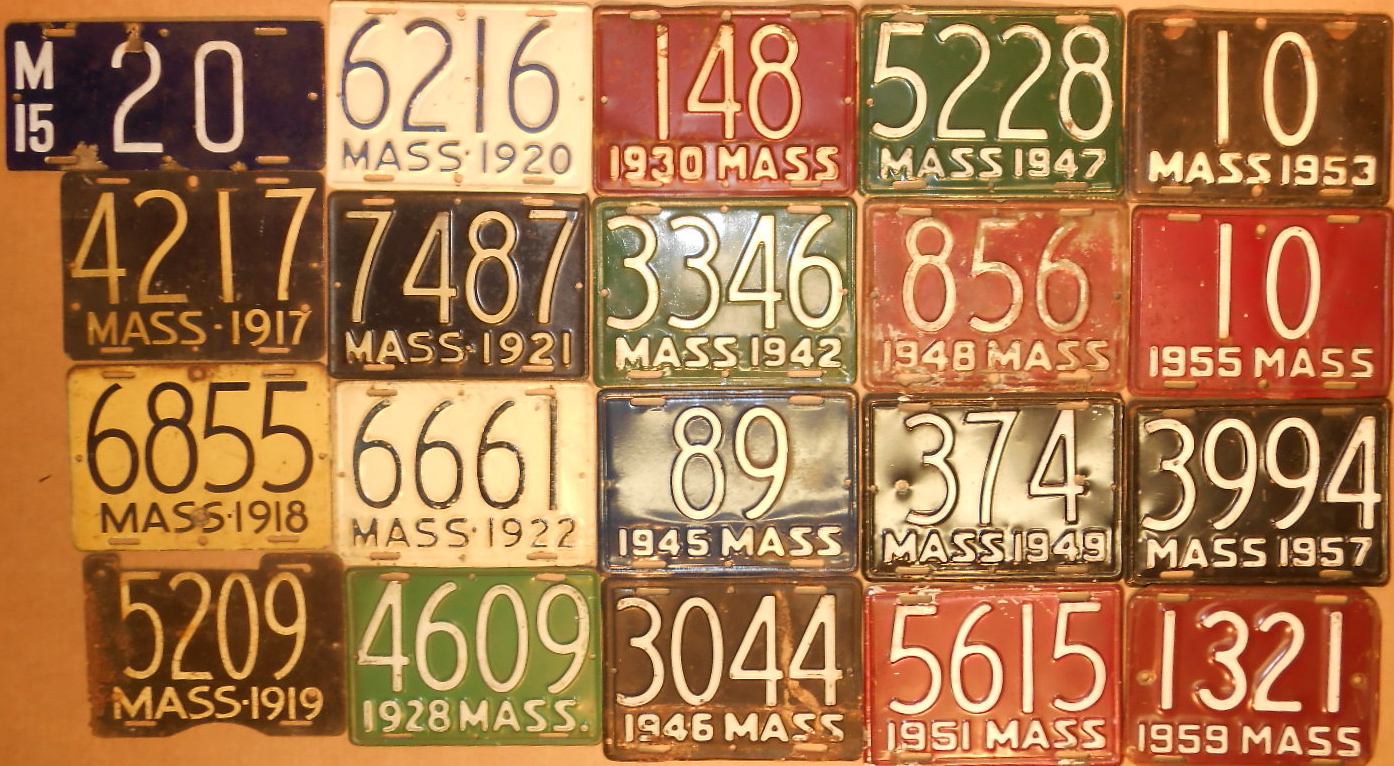 M
15
20
6216
MASS·1920
148
1930 MASS
5228
MASS 1947
10
MASS 1953
4217
MASS·1917
7487
MASS·1921
3346
MASS 1942
856
1948 MASS
10
1955 MASS
6855
MASS·1918
6661
MASS·1922
89
1945 MASS
374
MASS 1949
3994
MASS 1957
5209
MASS·1919
4609
1928 MASS.
3044
1946 MASS
5615
1951 MASS
1321
1959 MASS